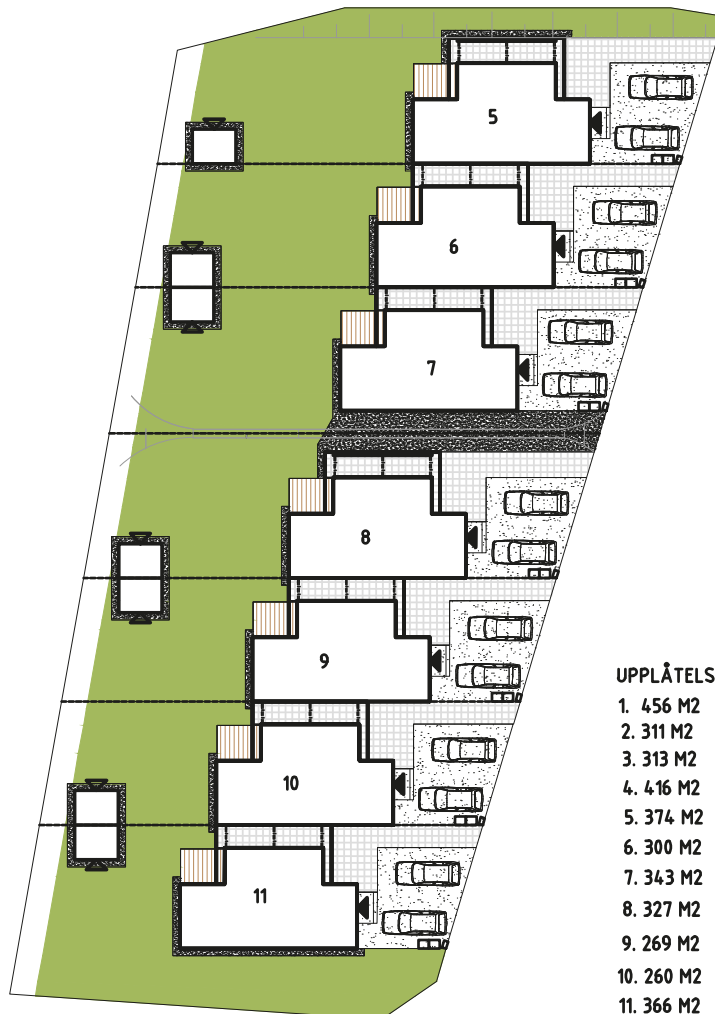 5
6
7
8
9
10
11
UPPLÅTELS
1. 456 M2
2. 311 M2
3. 313 M2
4. 416 M2
5. 374 M2
6. 300 M2
7. 343 M2
8. 327 M2
9. 269 M2
10. 260 M2
11. 366 M2